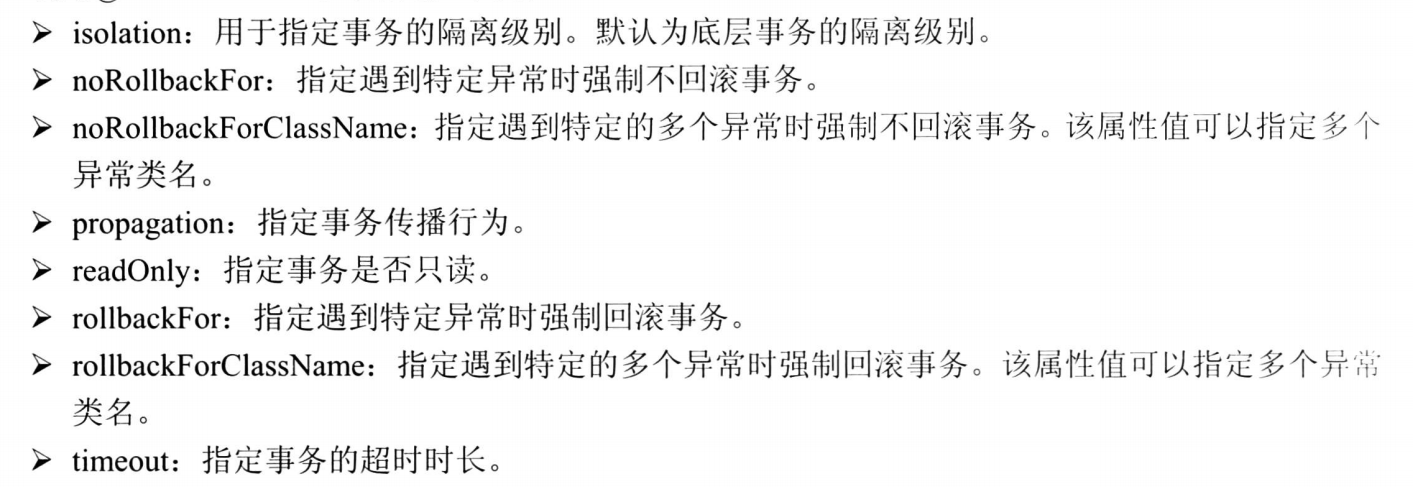 ➢ isolation：用于指定事务的隔离级别。默认为底层事务的隔离级别。
➢ noRollbackFor：指定遇到特定异常时强制不回滚事务。
➢ noRollbackForClassName：指定遇到特定的多个异常时强制不回滚事务。该属性值可以指定多个
异常类名。
➢ propagation：指定事务传播行为。
➢ readOnly：指定事务是否只读。
➢ rollbackFor：指定遇到特定异常时强制回滚事务。
➢ rollbackForClassName：指定遇到特定的多个异常时强制回滚事务。该属性值可以指定多个异常
类名。
➢ timeout：指定事务的超时时长。